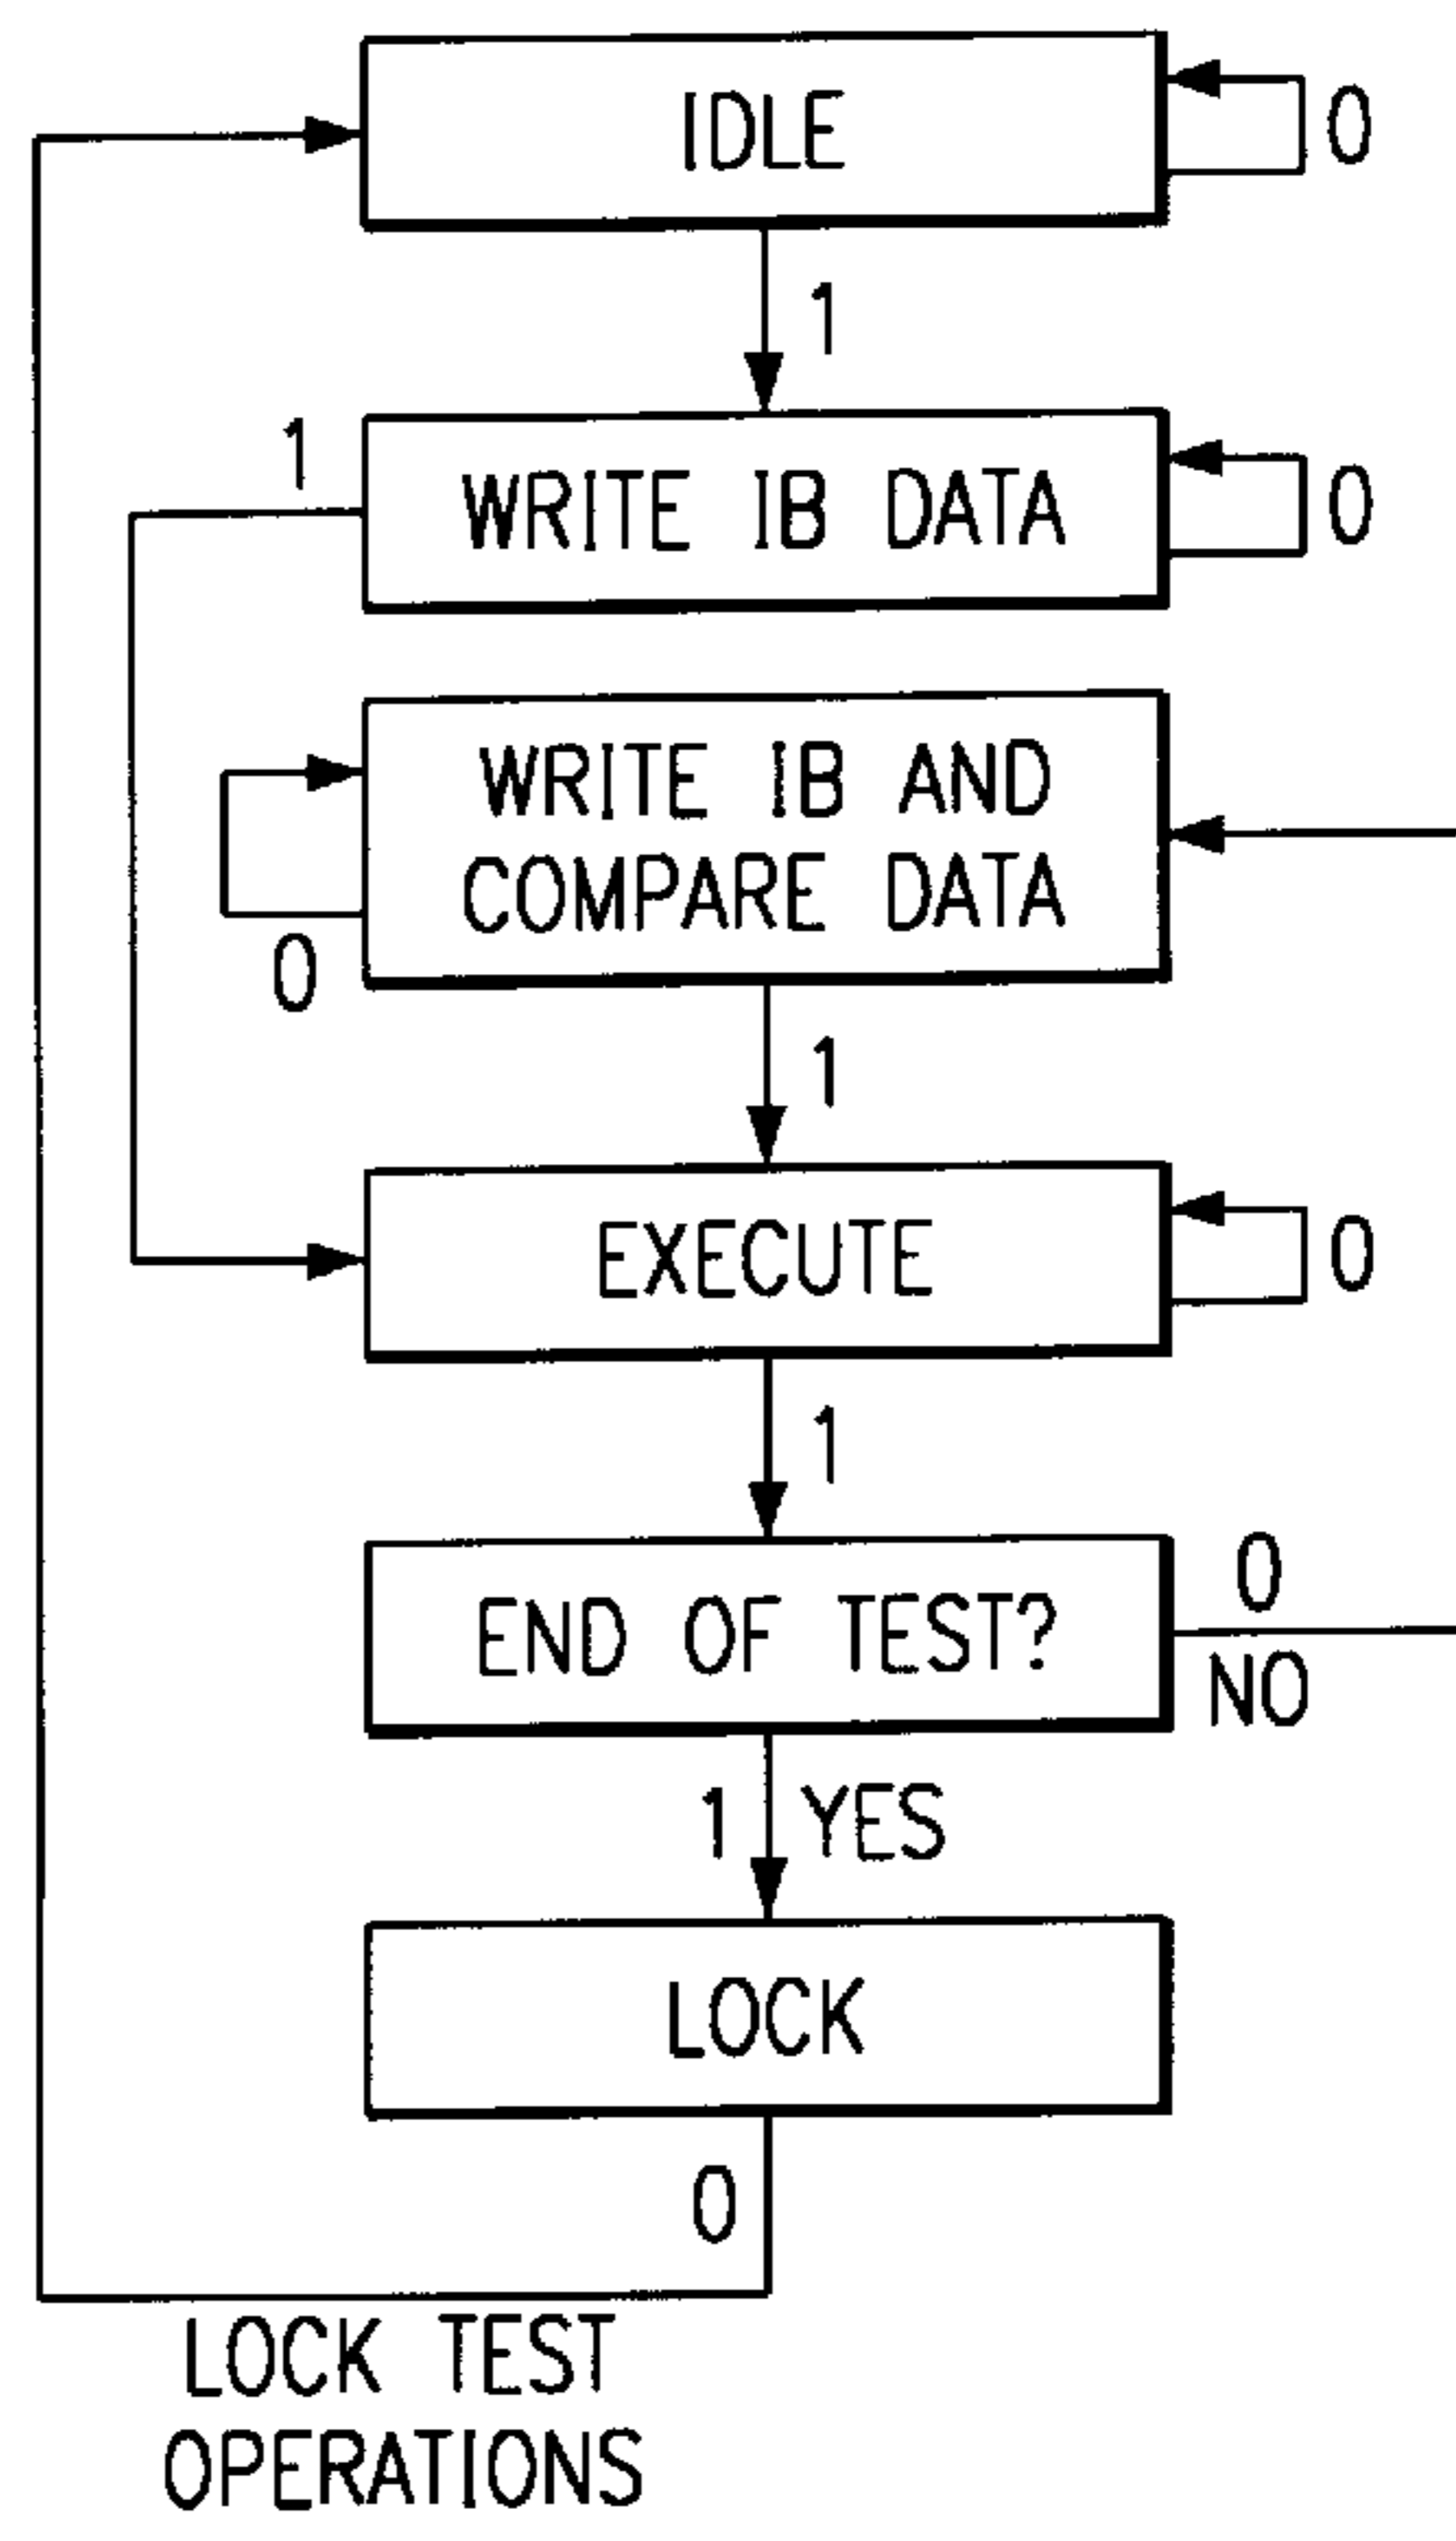 IDLE
0
1
1
WRITE IB DATA
0
WRITE IB AND
COMPARE DATA
0
1
EXECUTE
0
1
END OF TEST?
0
NO
1 YES
LOCK
0
LOCK TEST
OPERATIONS